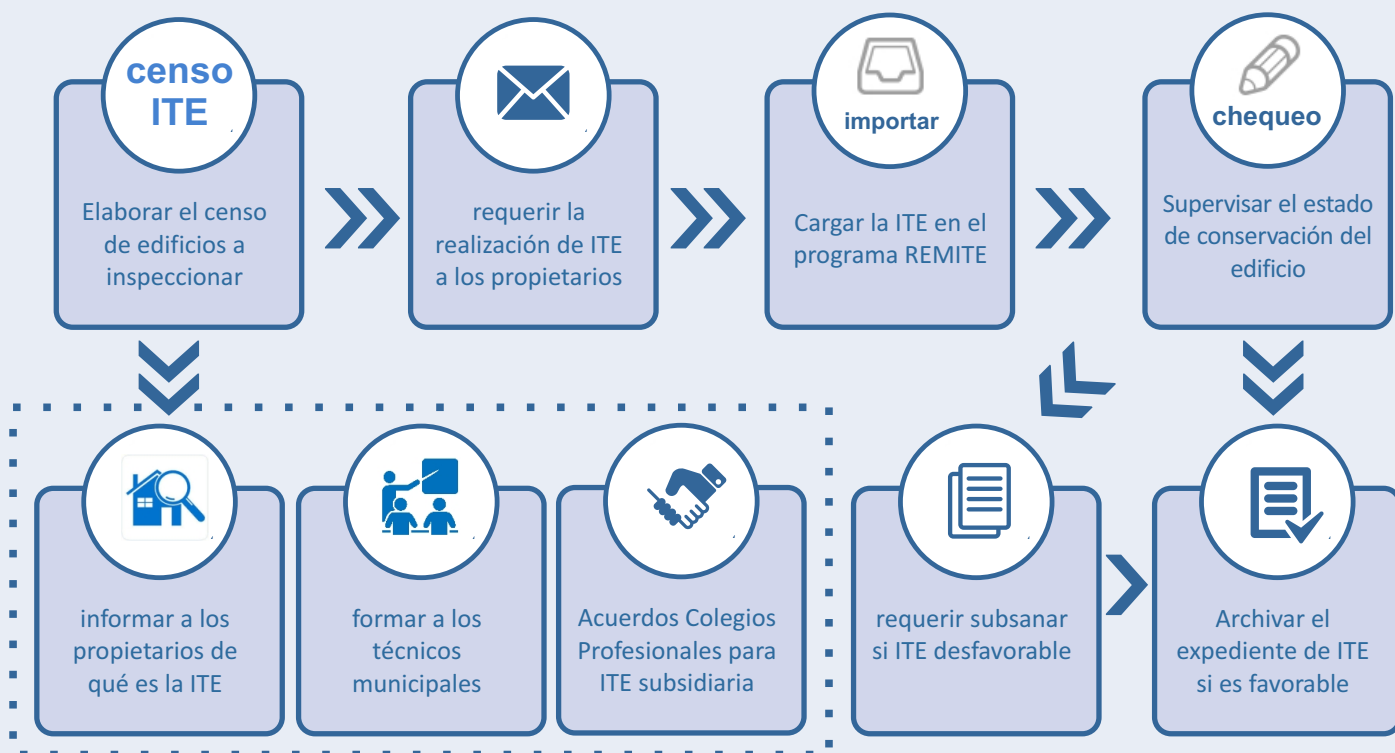 censo
ITE
Elaborar el censo
de edificios a
inspeccionar
requerir la
realización de ITE
a los propietarios
importar
Cargar la ITE en el
programa REMITE
chequeo
Supervisar el estado
de conservación del
edificio
informar a los
propietarios de
qué es la ITE
formar a los
técnicos
municipales
Acuerdos Colegios
Profesionales para
ITE subsidiaria
requerir subsanar
si ITE desfavorable
Archivar el
expediente de ITE
si es favorable